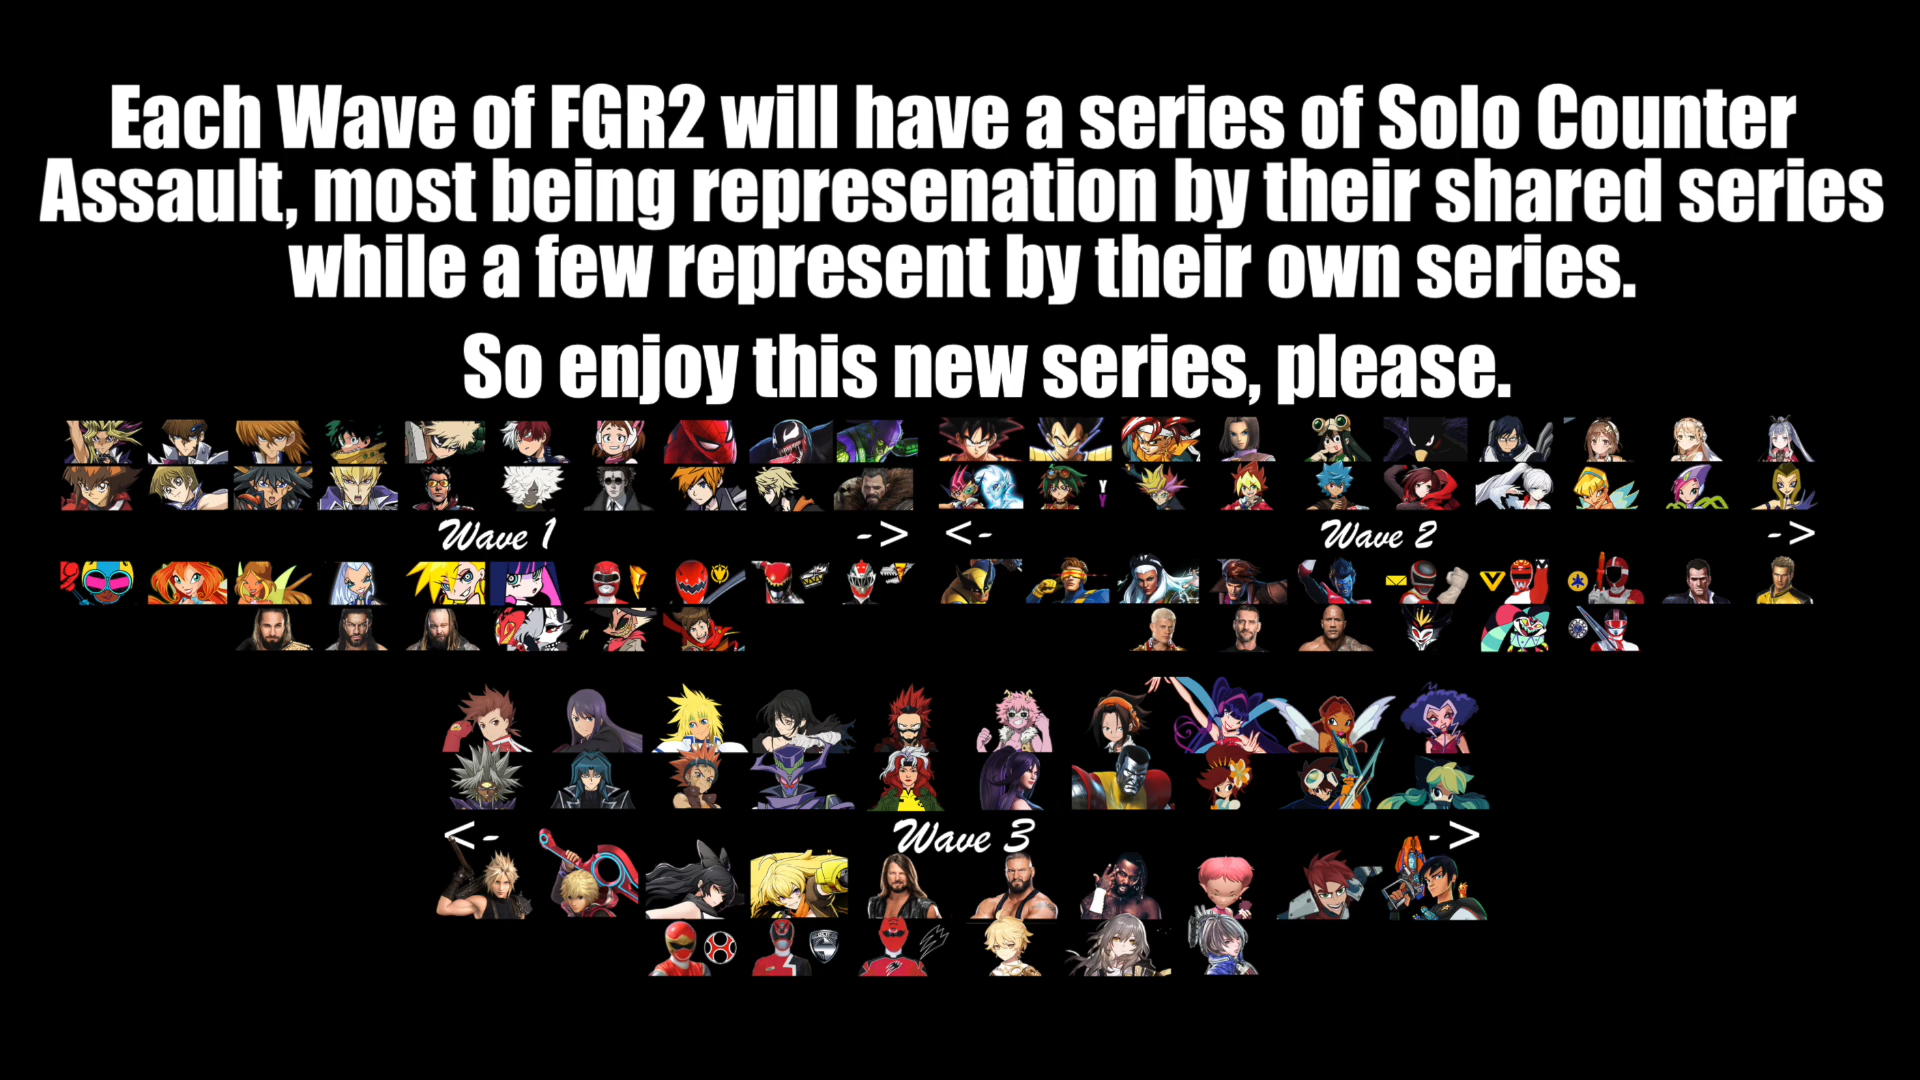 Each Wave of FGR2 will have a series of Solo Counter
Assault, most being represenation by their shared series
while a few represent by their own series.
So enjoy this new series, please.
Wave 1 ->
<- Wave 2 ->
<- Wave 3 ->